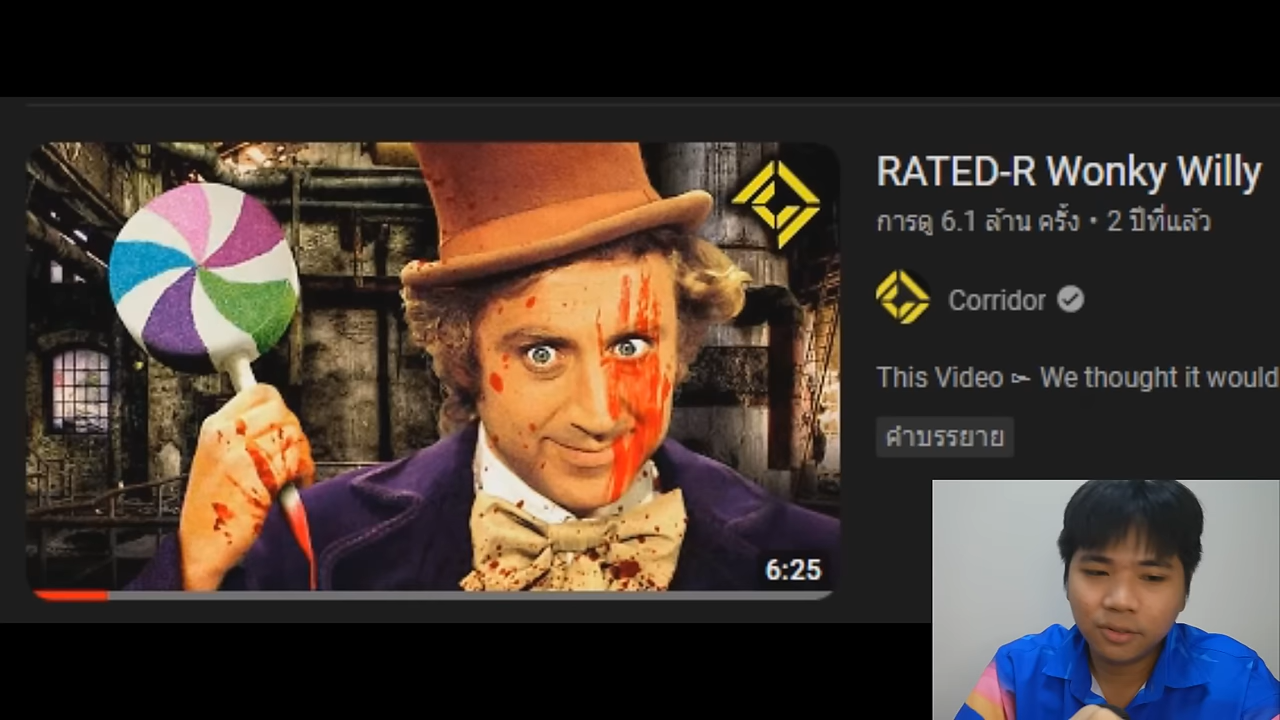 RATED-R Wonky Willy
การดู 6.1 ล้าน ครั้ง • 2 ปีที่แล้ว
Corridor
This Video ➳ We thought it would
คำบรรยาย
6:25